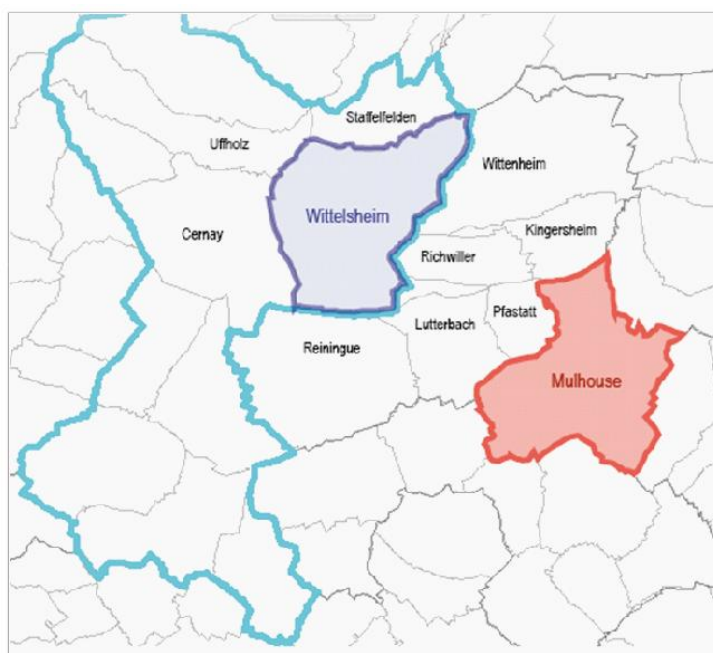 Staffelfelden
Uffholz
Wittenheim
Wittelsheim
Cernay
Kingersheim
Richwiller
Pfastatt
Lutterbach
Reiningue
Mulhouse